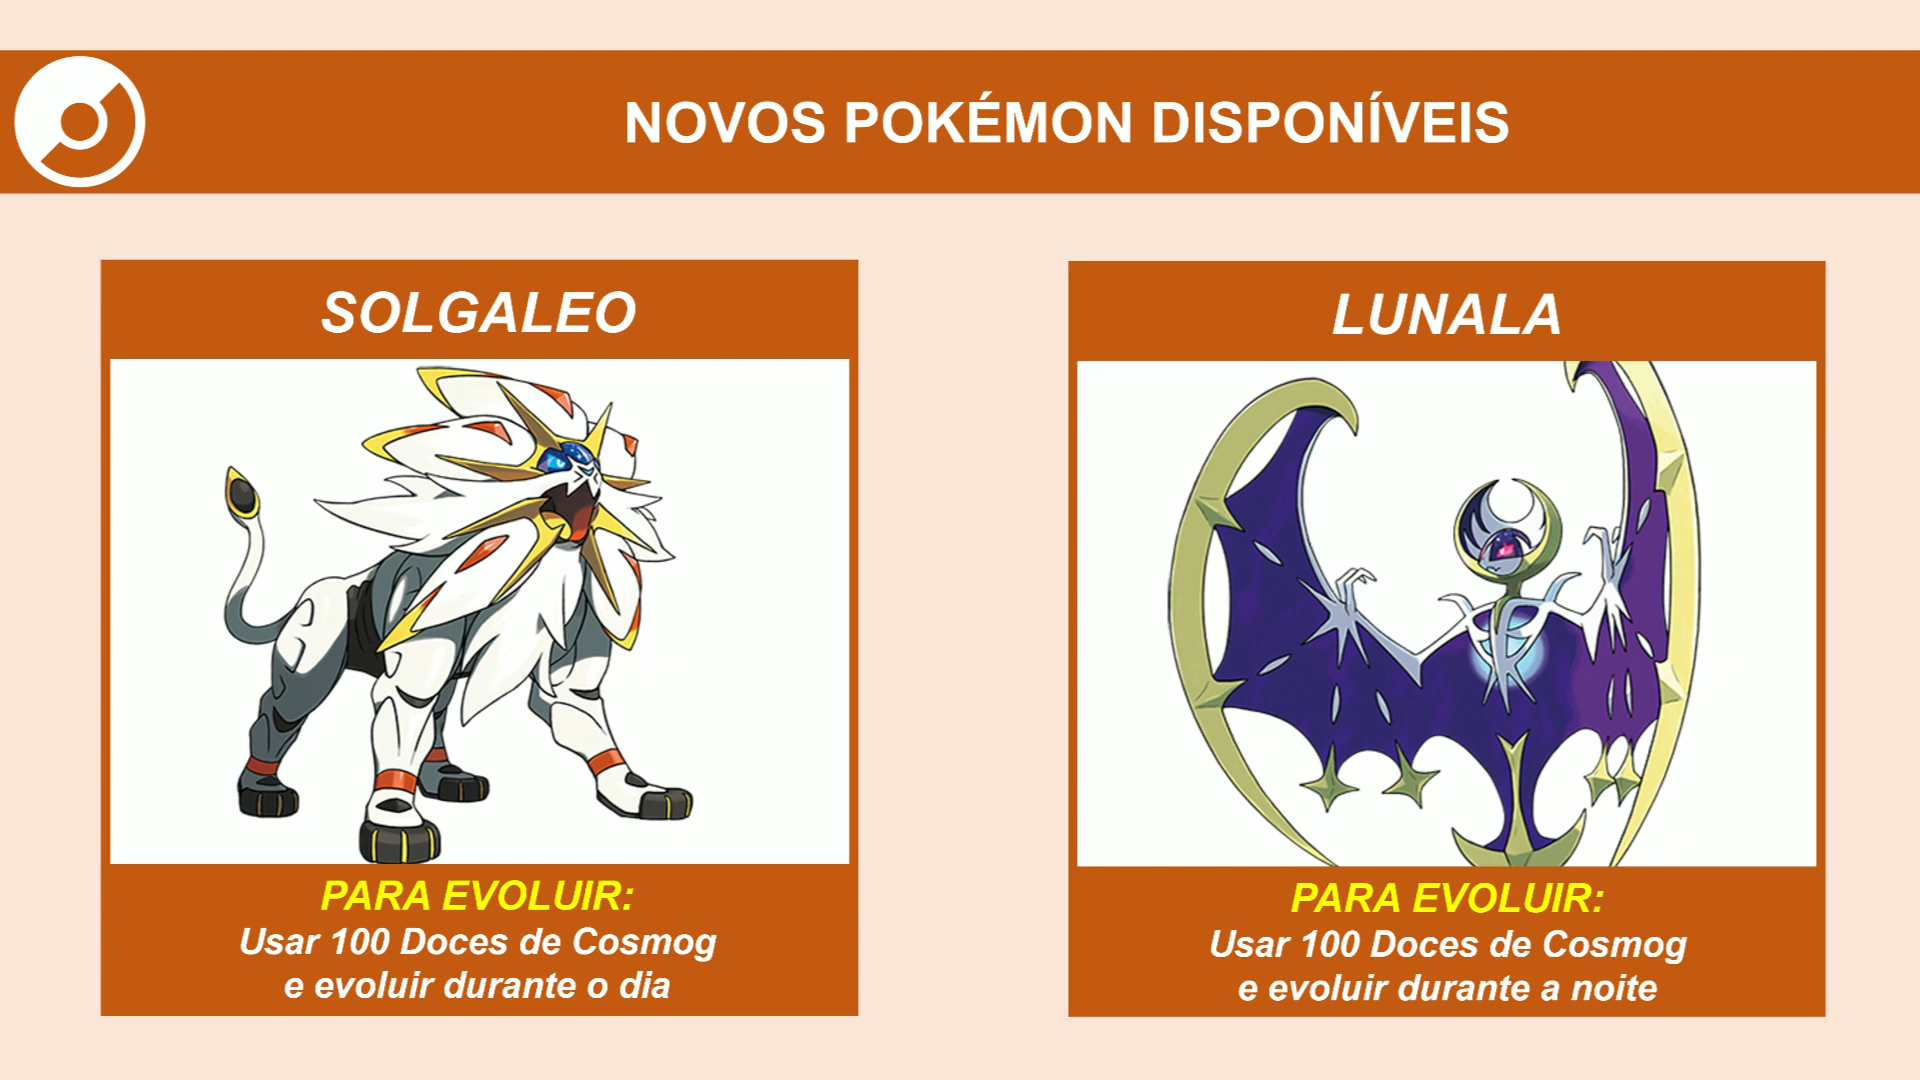 NOVOS POKÉMON DISPONÍVEIS
SOLGALEO
PARA EVOLUIR:
Usar 100 Doces de Cosmog
e evoluir durante o dia
LUNALA
PARA EVOLUIR:
Usar 100 Doces de Cosmog
e evoluir durante a noite